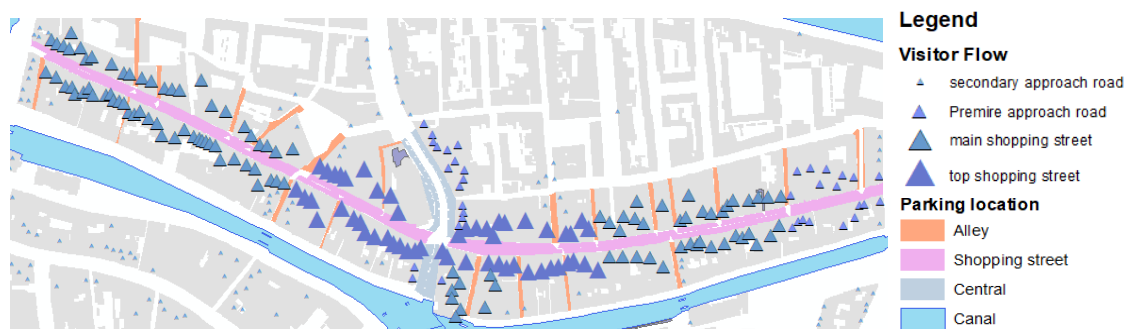 Legend
Visitor Flow
secondary approach road
Premire approach road
main shopping street
top shopping street
Parking location
Alley
Shopping street
Central
Canal